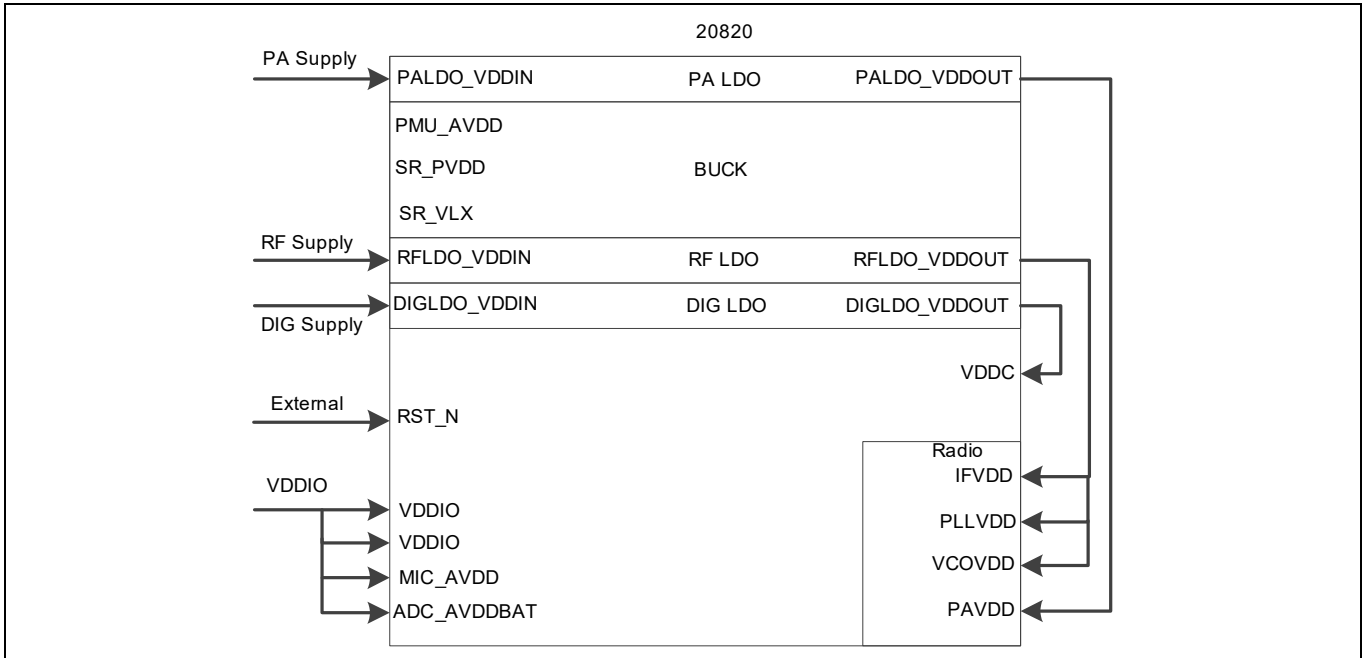 20820
PA Supply
PALDO_VDDIN PA LDO PALDO_VDDOUT
PMU_AVDD
SR_PVDD BUCK
SR_VLX
RF Supply
RFLDO_VDDIN RF LDO RFLDO_VDDOUT
DIGLDO_VDDIN DIG LDO DIGLDO_VDDOUT
DIG Supply
VDDC
External
RST_N
Radio
IFVDD
VDDIO
VDDIO
PLLVDD
VDDIO
VCOVDD
MIC_AVDD
ADC_AVDDBAT
PAVDD